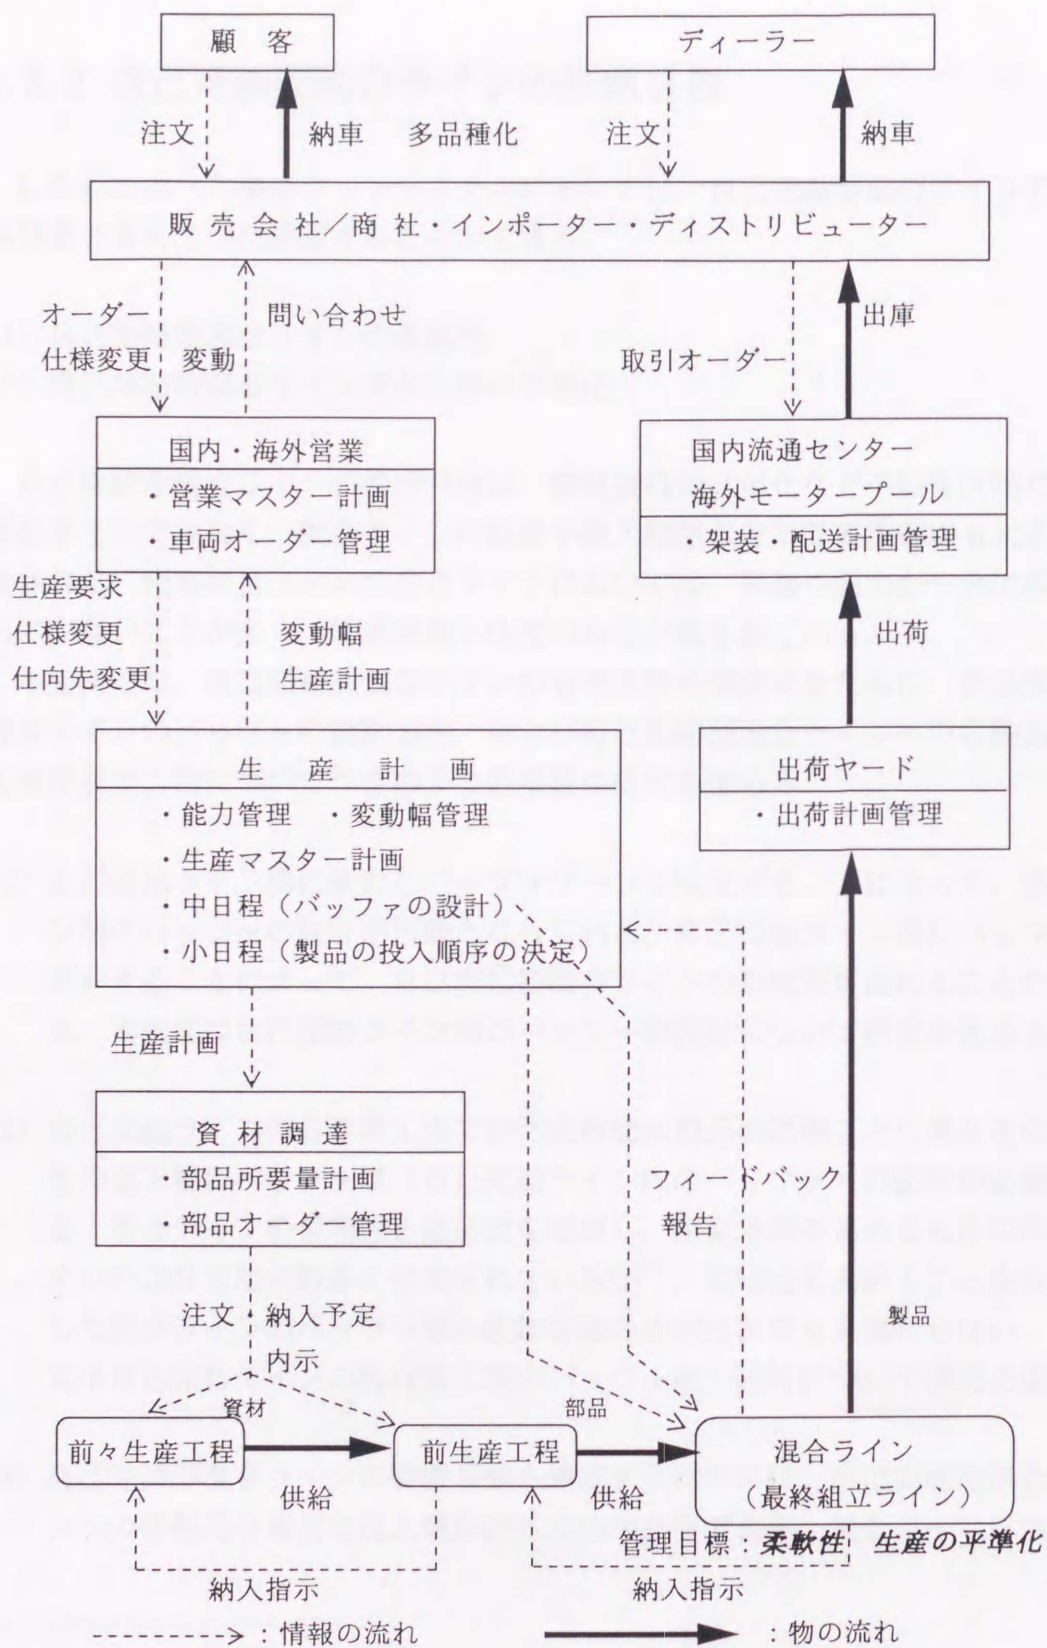 顧 客
ディーラー
注文
納車
多品種化
注文
納車
販 売 会 社/商 社・インポーター・ディストリビューター
オーダー
仕様変更
変動
問い合わせ
取引オーダー
出庫
国内・海外営業
・営業マスター計画
・車両オーダー管理
国内流通センター
海外モータープール
・架装・配送計画管理
生産要求
仕様変更
仕向先変更
変動幅
生産計画
出荷
生 産 計 画
・能力管理 ・変動幅管理
・生産マスター計画
・中日程(バッファの設計)
・小日程(製品の投入順序の決定)
出荷ヤード
・出荷計画管理
生産計画
資 材 調 達
・部品所要量計画
・部品オーダー管理
フィードバック
報告
注文・納入予定
内示
製品
資材
部品
前々生産工程
前生産工程
混合ライン
(最終組立ライン)
供給
供給
管理目標:柔軟性 生産の平準化
納入指示
納入指示
:情報の流れ
:物の流れ